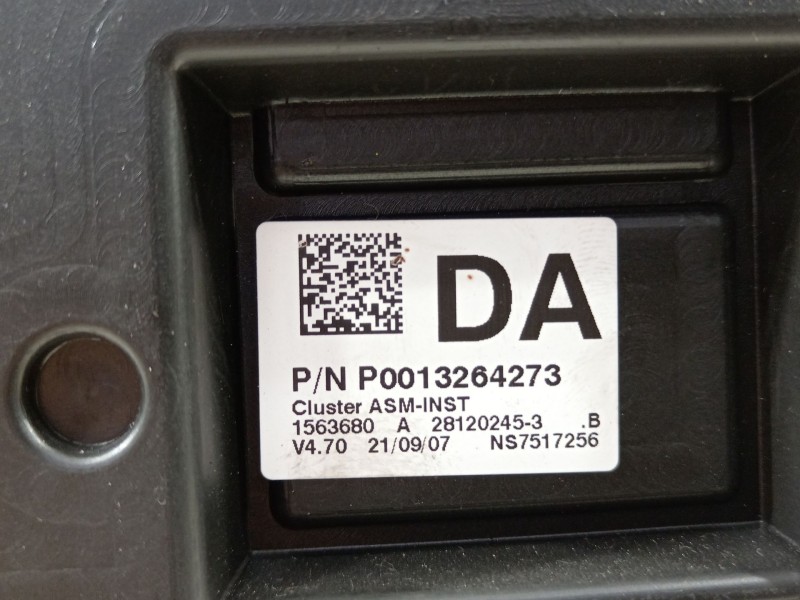 DA
P/N P0013264273
Cluster ASM-INST
1563680 A 28120245-3 .B
V4.70 21/09/07 NS7517256